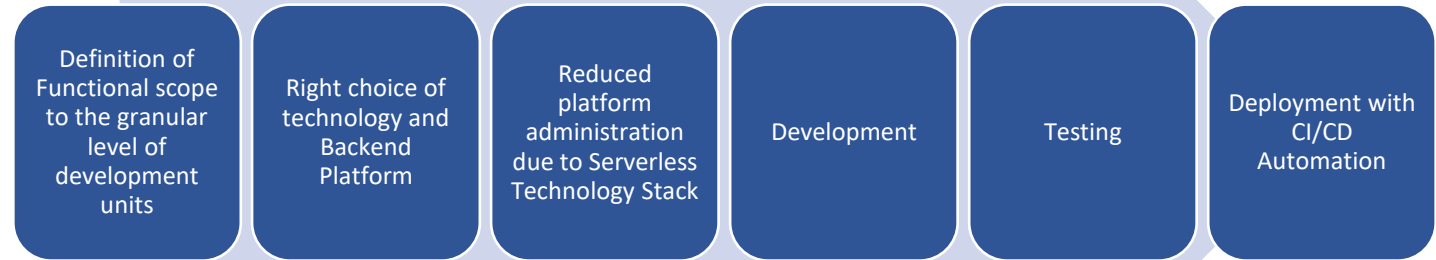 Definition of
Functional scope
to the granular
level of
development
units
Right choice of
technology and
Backend
Platform
Reduced
platform
administration
due to Serverless
Technology Stack
Development
Testing
Deployment with
CI/CD
Automation